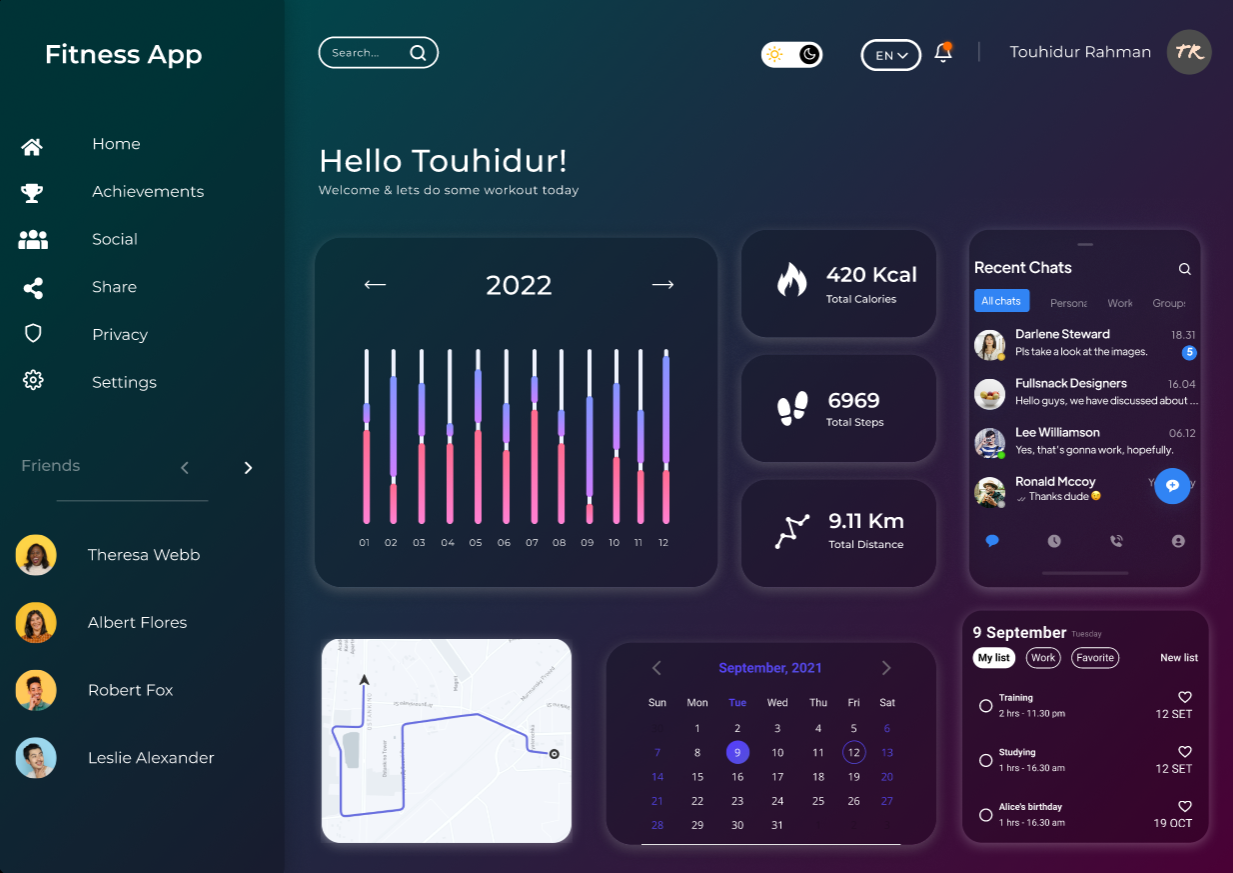 Fitness App
Home
Achievements
Social
Share
Privacy
Settings
Friends
Theresa Webb
Albert Flores
Robert Fox
Leslie Alexander
Search...
EN
Touhidur Rahman
TR
Hello Touhidur!
Welcome & lets do some workout today
2022
01 02 03 04 05 06 07 08 09 10 11 12
420 Kcal
Total Calories
6969
Total Steps
9.11 Km
Total Distance
Recent Chats
All chats Persona Work Groups
Darlene Steward 18.31
Pls take a look at the images. 5
Fullsnack Designers 16.04
Hello guys, we have discussed about ...
Lee Williamson 06.12
Yes, that's gonna work, hopefully.
Ronald Mccoy
Thanks dude
September, 2021
Sun Mon Tue Wed Thu Fri Sat
1 2 3 4 5 6
7 8 9 10 11 12 13
14 15 16 17 18 19 20
21 22 23 24 25 26 27
28 29 30 31
9 September Tuesday
My list Work Favorite New list
Training
2 hrs - 11.30 pm 12 SET
Studying
1 hrs - 16.30 am 12 SET
Alice's birthday
1 hrs - 16.30 am 19 OCT